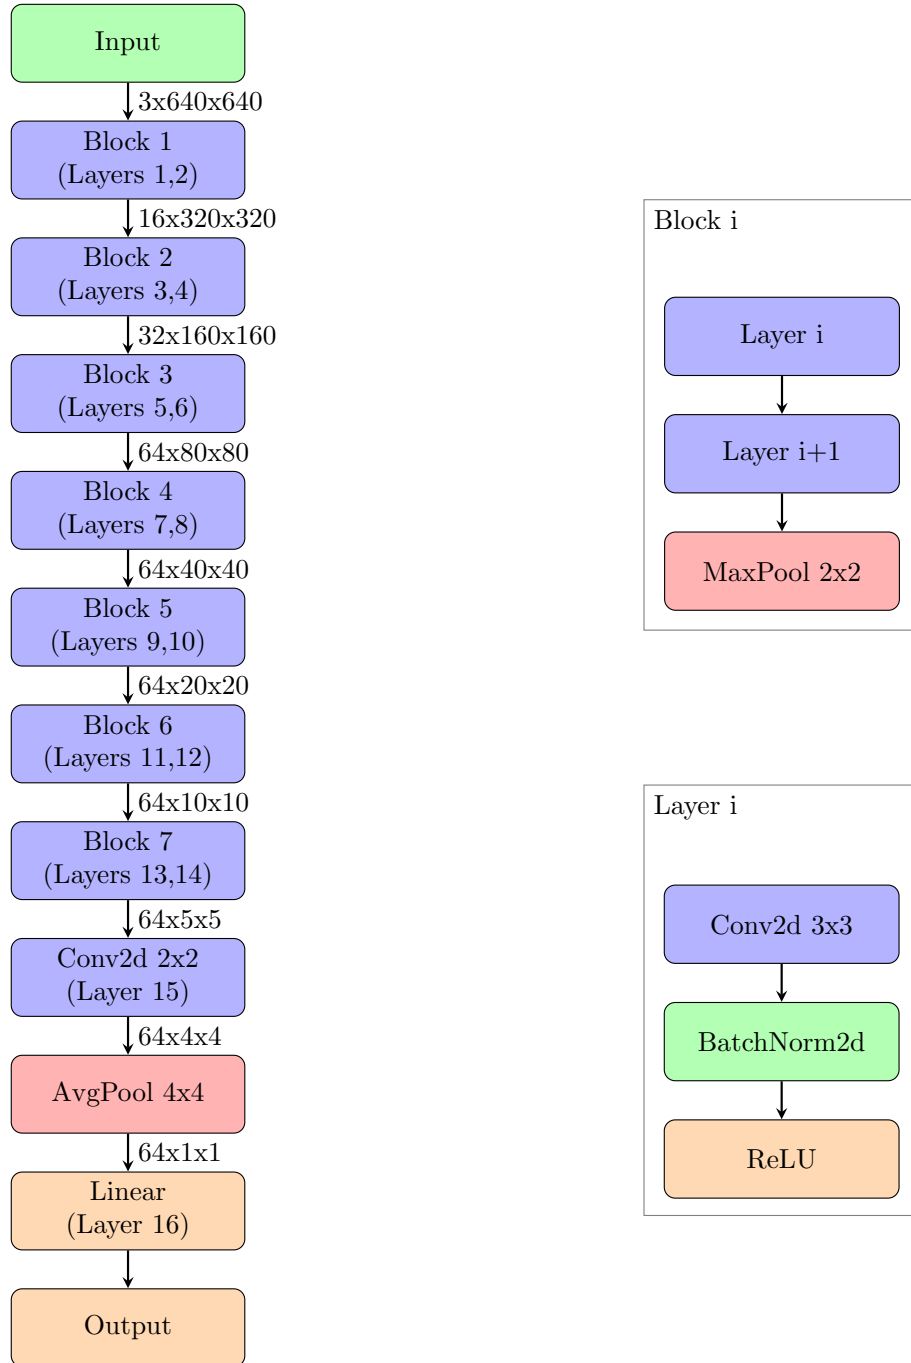 Input
3x640x640
Block 1
(Layers 1,2)
16x320x320
Block 2
(Layers 3,4)
32x160x160
Block 3
(Layers 5,6)
64x80x80
Block 4
(Layers 7,8)
64x40x40
Block 5
(Layers 9,10)
64x20x20
Block 6
(Layers 11,12)
64x10x10
Block 7
(Layers 13,14)
64x5x5
Conv2d 2x2
(Layer 15)
64x4x4
AvgPool 4x4
64x1x1
Linear
(Layer 16)
Output
Block i
Layer i
Layer i+1
MaxPool 2x2
Layer i
Conv2d 3x3
BatchNorm2d
ReLU